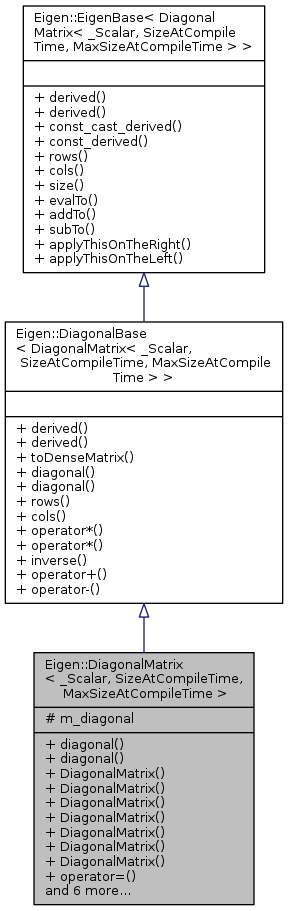 Eigen::EigenBase< Diagonal
Matrix< _Scalar, SizeAtCompile
Time, MaxSizeAtCompileTime > >
+ derived()
+ derived()
+ const_cast_derived()
+ const_derived()
+ rows()
+ cols()
+ size()
+ evalTo()
+ addTo()
+ subTo()
+ applyThisOnTheRight()
+ applyThisOnTheLeft()
Eigen::DiagonalBase
< DiagonalMatrix< _Scalar,
SizeAtCompileTime, MaxSizeAtCompile
Time > >
+ derived()
+ derived()
+ toDenseMatrix()
+ diagonal()
+ diagonal()
+ rows()
+ cols()
+ operator*()
+ operator*()
+ inverse()
+ operator+()
+ operator-()
Eigen::DiagonalMatrix
< _Scalar, SizeAtCompileTime,
MaxSizeAtCompileTime >
# m_diagonal
+ diagonal()
+ diagonal()
+ DiagonalMatrix()
+ DiagonalMatrix()
+ DiagonalMatrix()
+ DiagonalMatrix()
+ DiagonalMatrix()
+ DiagonalMatrix()
+ DiagonalMatrix()
+ operator=()
and 6 more...